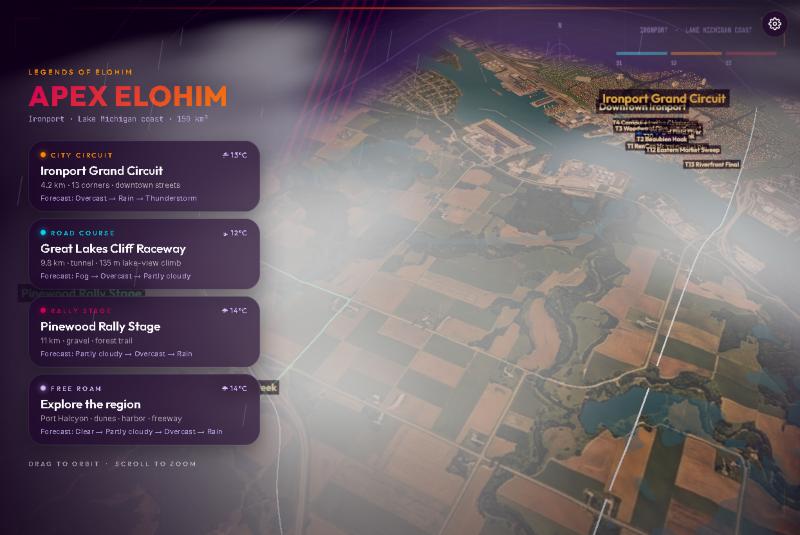 LEGENDS OF ELOHIM
APEX ELOHIM
Ironport · Lake Michigan coast · 150 km²
CITY CIRCUIT
13°C
Ironport Grand Circuit
4.2 km · 13 corners · downtown streets
Forecast: Overcast → Rain → Thunderstorm
ROAD COURSE
12°C
Great Lakes Cliff Raceway
9.8 km · tunnel · 135 m lake-view climb
Forecast: Fog → Overcast → Partly cloudy
Pinewood Rally Stage
RALLY STAGE
14°C
Pinewood Rally Stage
11 km · gravel · forest trail
Forecast: Partly cloudy → Overcast → Rain
FREE ROAM
14°C
Explore the region
Port Halcyon · dunes · harbor · freeway
Forecast: Clear → Partly cloudy → Overcast → Rain
DRAG TO ORBIT · SCROLL TO ZOOM
N
IRONPORT · LAKE MICHIGAN COAST
S1 S2 S3
Ironport Grand Circuit
Downtown Ironport
T2 Beaubien Hook
T12 Eastern Market Sweep
T13 Riverfront Final